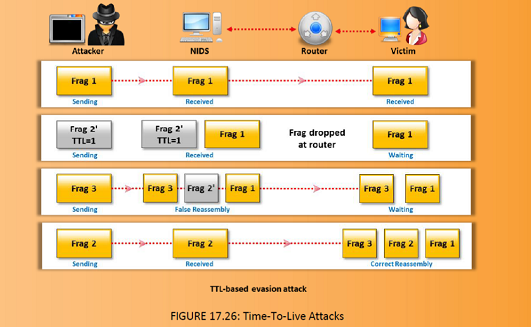 Attacker NIDS Router Victim
Frag 1 Frag 1 Frag 1
Sending Received Received
Frag 2' TTL=1 Frag 2' TTL=1 Frag 1 Frag dropped at router Frag 1
Sending Received Waiting
Frag 3 Frag 3 Frag 2' Frag 1 Frag 3 Frag 1
Sending False Reassembly Waiting
Frag 2 Frag 2 Frag 3 Frag 2 Frag 1
Sending Received Correct Reassembly
TTL-based evasion attack
FIGURE 17.26: Time-To-Live Attacks